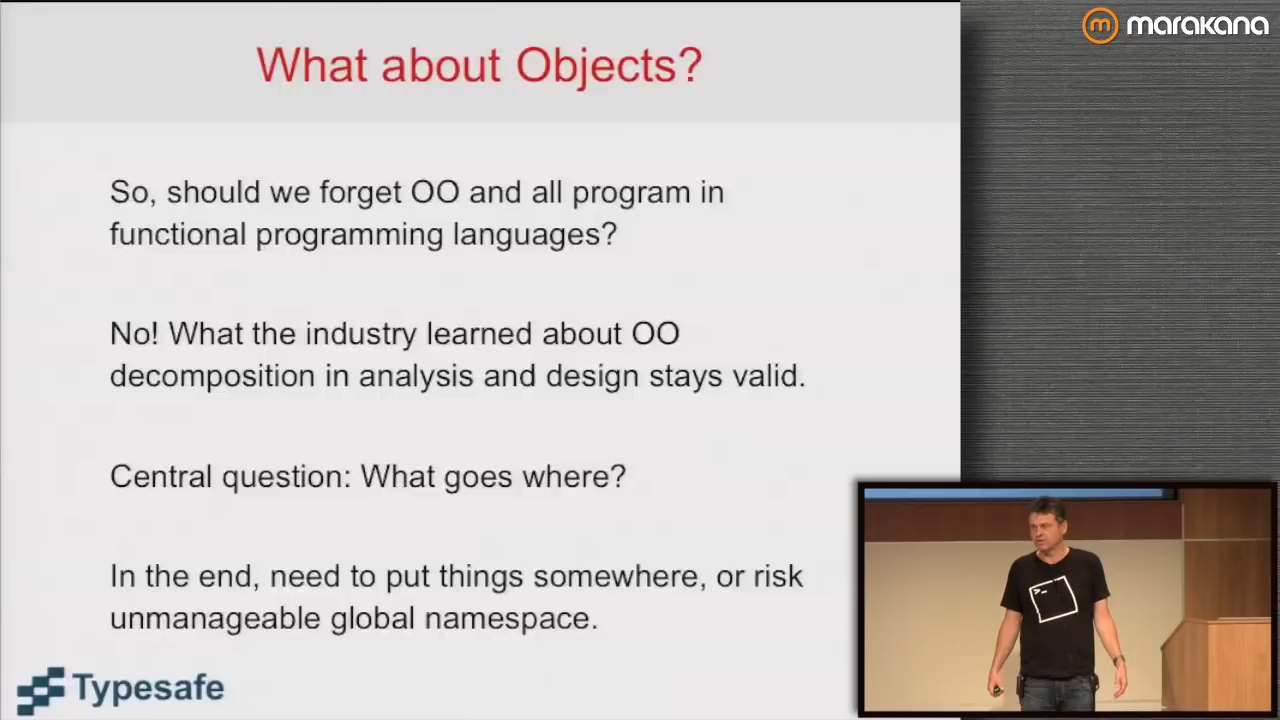 What about Objects?
marakana
So, should we forget OO and all program in
functional programming languages?
No! What the industry learned about OO
decomposition in analysis and design stays valid.
Central question: What goes where?
In the end, need to put things somewhere, or risk
unmanageable global namespace.
>_
Typesafe